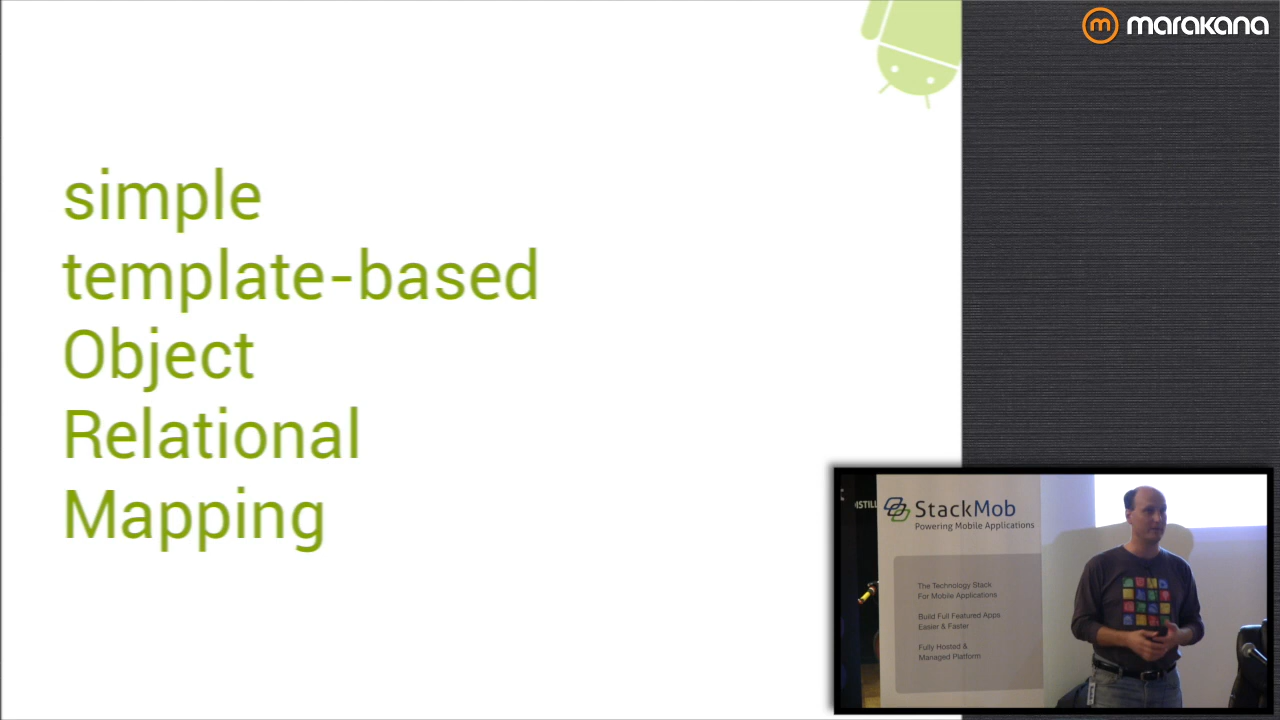 marakana
simple
template-based
Object
Relational
Mapping
StackMob
Powering Mobile Applications
The Technology Stack
For Mobile Applications
Build Full Featured Apps
Easier & Faster
Fully Hosted &
Managed Platform